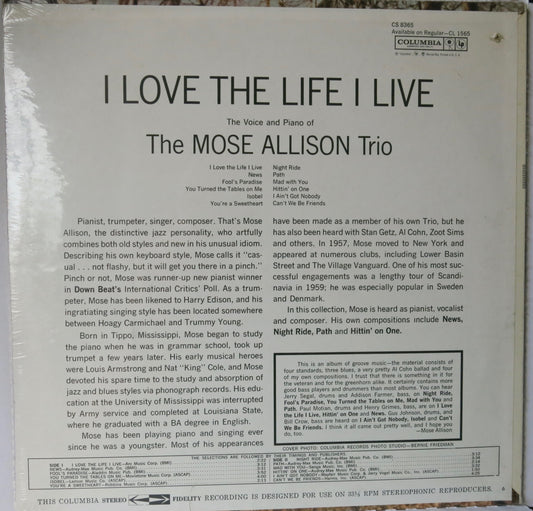 CS 8365
Available on Regular—CL 1565
COLUMBIA
I LOVE THE LIFE I LIVE
The Voice and Piano of
The MOSE ALLISON Trio
I Love the Life I Live
News
Fool's Paradise
You Turned the Tables on Me
Isobel
You're a Sweetheart
Night Ride
Path
Mad with You
Hittin' on One
I Ain't Got Nobody
Can't We Be Friends
Pianist, trumpeter, singer, composer. That's Mose
Allison, the distinctive jazz personality, who artfully
combines both old styles and new in his unusual idiom.
Describing his own keyboard style, Mose calls it "cas-
ual . . . not flashy, but it will get you there in a pinch."
Pinch or not, Mose was runner-up new pianist winner
in Down Beat's International Critics' Poll. As a trum-
peter, Mose has been likened to Harry Edison, and his
ingratiating singing style has been located somewhere
between Hoagy Carmichael and Trummy Young.
Born in Tippo, Mississippi, Mose began to study
the piano when he was in grammar school, took up
trumpet a few years later. His early musical heroes
were Louis Armstrong and Nat "King" Cole, and Mose
devoted his spare time to the study and absorption of
jazz and blues styles via phonograph records. His edu-
cation at the University of Mississippi was interrupted
by Army service and completed at Louisiana State,
where he graduated with a BA degree in English.
Mose has been playing piano and singing ever
since he was a youngster. Most of his appearances
have been made as a member of his own Trio, but he
has also been heard with Stan Getz, Al Cohn, Zoot Sims
and others. In 1957, Mose moved to New York and
appeared at numerous clubs, including Lower Basin
Street and The Village Vanguard. One of his most suc-
cessful engagements was a lengthy tour of Scandi-
navia in 1959; he was especially popular in Sweden
and Denmark.
In this collection, Mose is heard as pianist, vocalist
and composer. His own compositions include News,
Night Ride, Path and Hittin' on One.
This is an album of groove music—the material consists
of four standards, three blues, a very pretty Al Cohn ballad and
four of my own compositions. I trust that there is something in it for
the veteran and for the greenhorn alike. It certainly contains more
good bass players and drummers than most albums. You can hear
Jerry Segal, drums and Addison Farmer, bass, on Night Ride,
Fool's Paradise, You Turned the Tables on Me, Mad with You and
Path. Paul Motian, drums and Henry Grimes, bass, are on I Love
the Life I Live, Hittin' on One and News. Gus Johnson, drums, and
Bill Crow, bass are heard on I Ain't Got Nobody, Isobel and Can't
We Be Friends. I think it all came out pretty well, and I hope you
do, too.
—Mose Allison
COVER PHOTO: COLUMBIA RECORDS PHOTO STUDIO—BERNIE FRIEDMAN
THE SELECTIONS ARE FOLLOWED BY THEIR TIMINGS AND PUBLISHERS
SIDE I
I LOVE THE LIFE I LIVE—Arc Music Corp. (BMI)
SIDE II
THIS COLUMBIA STEREO FIDELITY RECORDING IS DESIGNED FOR USE ON 33⅓ RPM STEREOPHONIC REPRODUCERS.